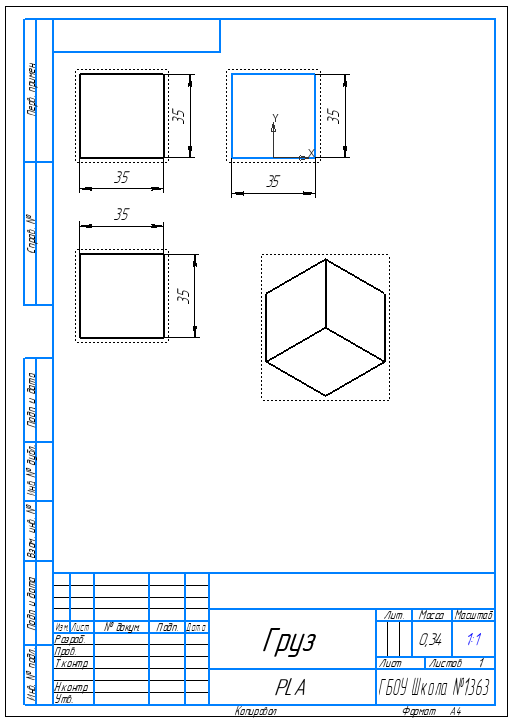 Перв. примен.
Справ. №
Подп. и дата
Инв. № дубл.
Взам. инв. №
Подп. и дата
Инв. № подл.
35
35
35
35
Y
X
35
35
Изм. Лист № докум. Подп. Дата
Разраб.
Пров.
Т.контр.
Н.контр.
Утв.
Груз
PLA
Лит. Масса Масштаб
0,34 1:1
Лист Листов 1
ГБОУ Школа №1363
Копировал Формат A4